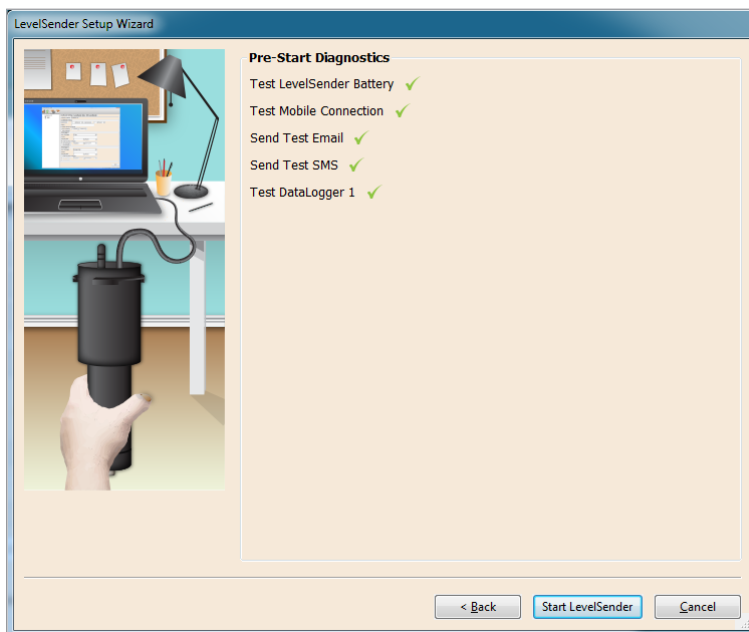 LevelSender Setup Wizard
Pre-Start Diagnostics
Test LevelSender Battery
Test Mobile Connection
Send Test Email
Send Test SMS
Test DataLogger 1
< Back
Start LevelSender
Cancel